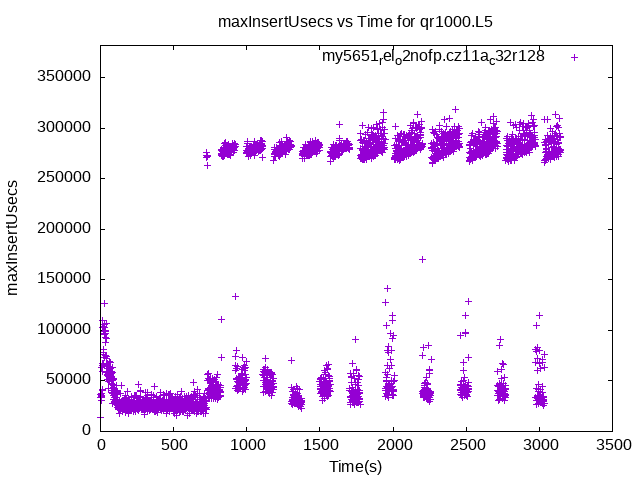 maxInsertUsecs vs Time for qr1000.L5
my5651rel_o2nofp.cz11a_c32r128
350000
300000
250000
200000
150000
100000
50000
0
maxInsertUsecs
0 500 1000 1500 2000 2500 3000 3500
Time(s)